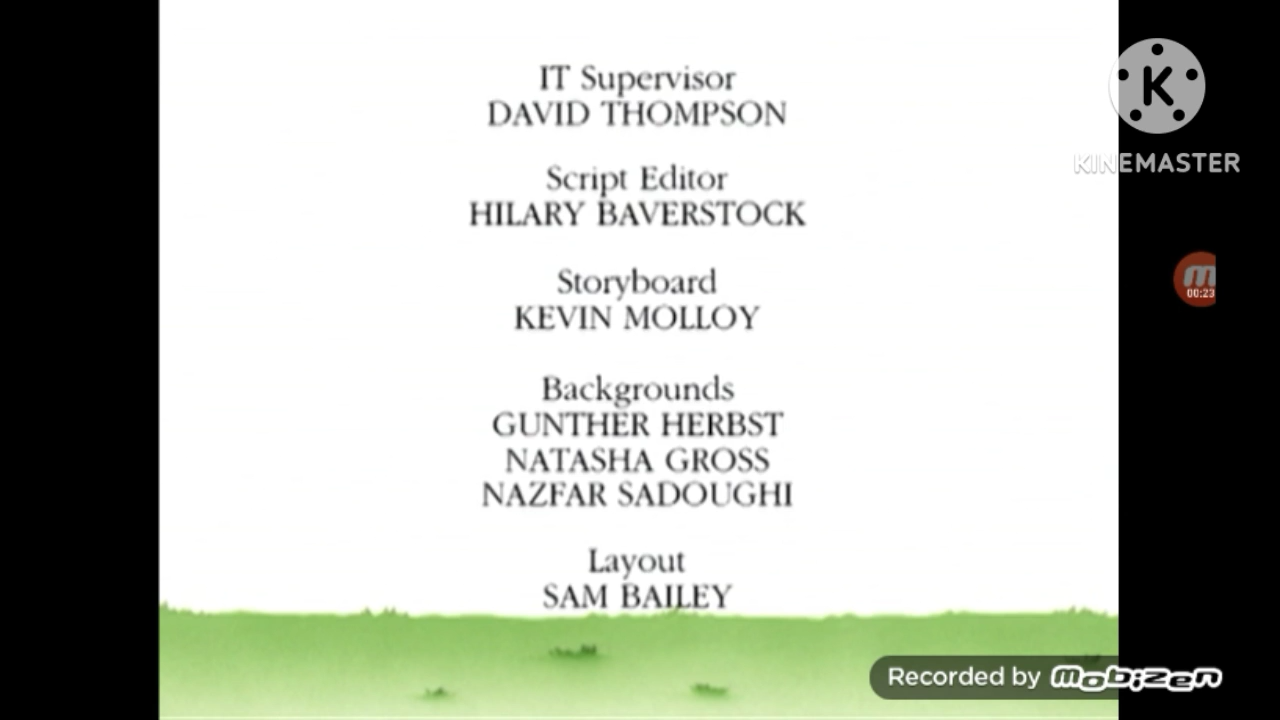 IT Supervisor
DAVID THOMPSON
Script Editor
HILARY BAVERSTOCK
Storyboard
KEVIN MOLLOY
Backgrounds
GUNTHER HERBST
NATASHA GROSS
NAZFAR SADOUGHI
Layout
SAM BAILEY
K
KINEMASTER
m
00:23
Recorded by mobizen